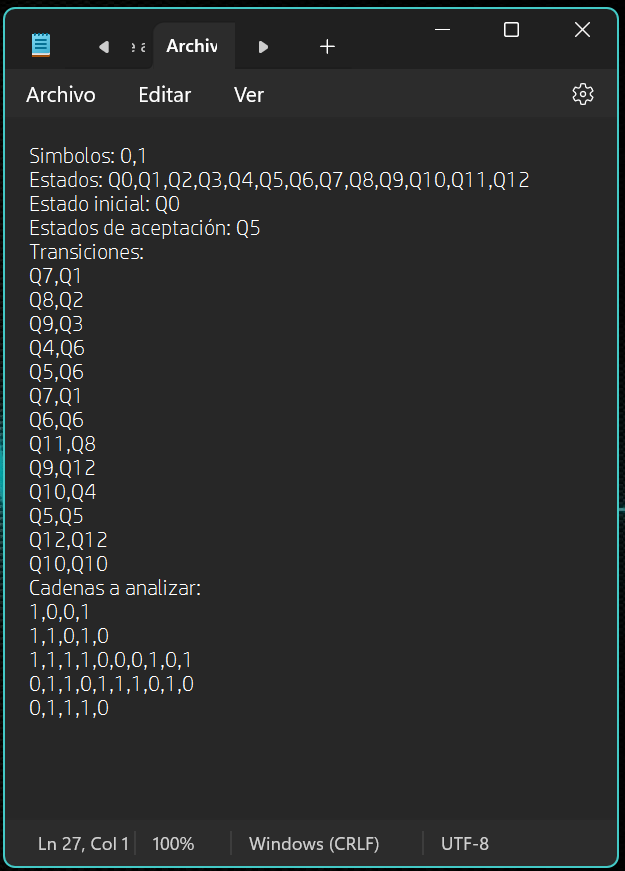 Archiv
Archivo Editar Ver
Simbolos: 0,1
Estados: Q0,Q1,Q2,Q3,Q4,Q5,Q6,Q7,Q8,Q9,Q10,Q11,Q12
Estado inicial: Q0
Estados de aceptación: Q5
Transiciones:
Q7,Q1
Q8,Q2
Q9,Q3
Q4,Q6
Q5,Q6
Q7,Q1
Q6,Q6
Q11,Q8
Q9,Q12
Q10,Q4
Q5,Q5
Q12,Q12
Q10,Q10
Cadenas a analizar:
1,0,0,1
1,1,0,1,0
1,1,1,1,0,0,0,1,0,1
0,1,1,0,1,1,1,0,1,0
0,1,1,1,0
Ln 27, Col 1 100% Windows (CRLF) UTF-8